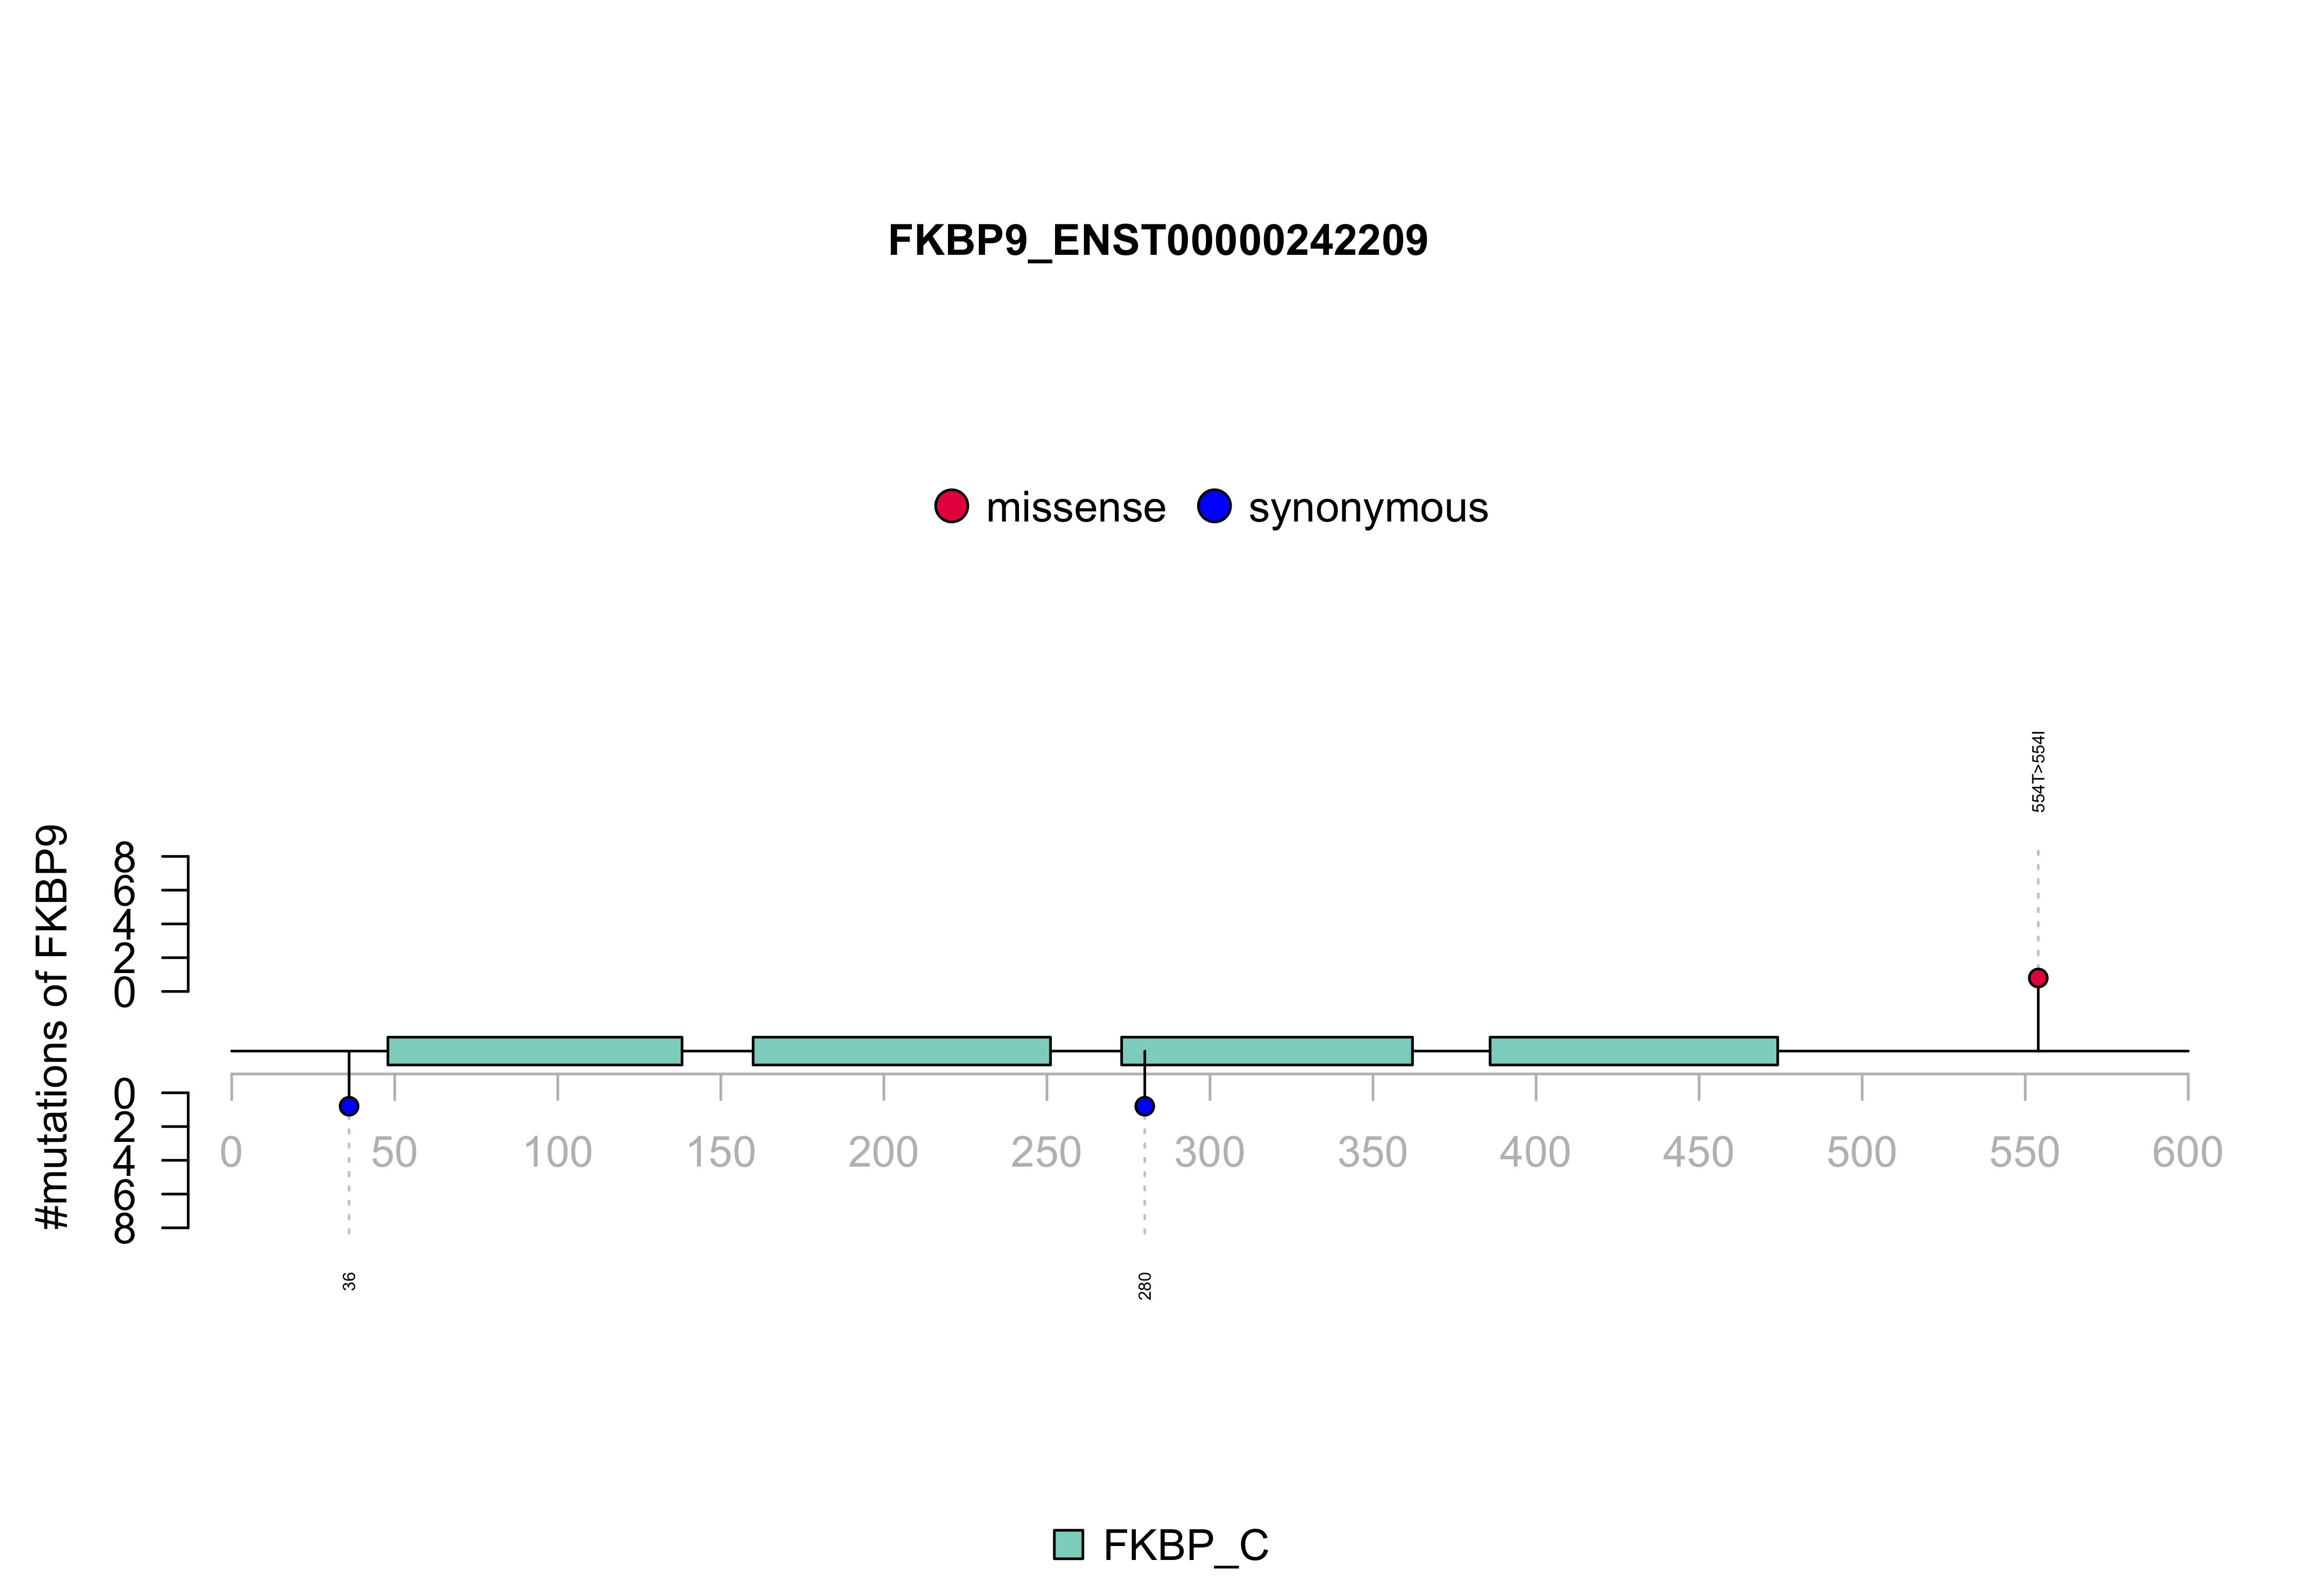 FKBP9_ENST00000242209
missense synonymous
554T>554I
#mutations of FKBP9
8
6
4
2
0
0
2
4
6
8
0 50 100 150 200 250 300 350 400 450 500 550 600
36 280
FKBP_C